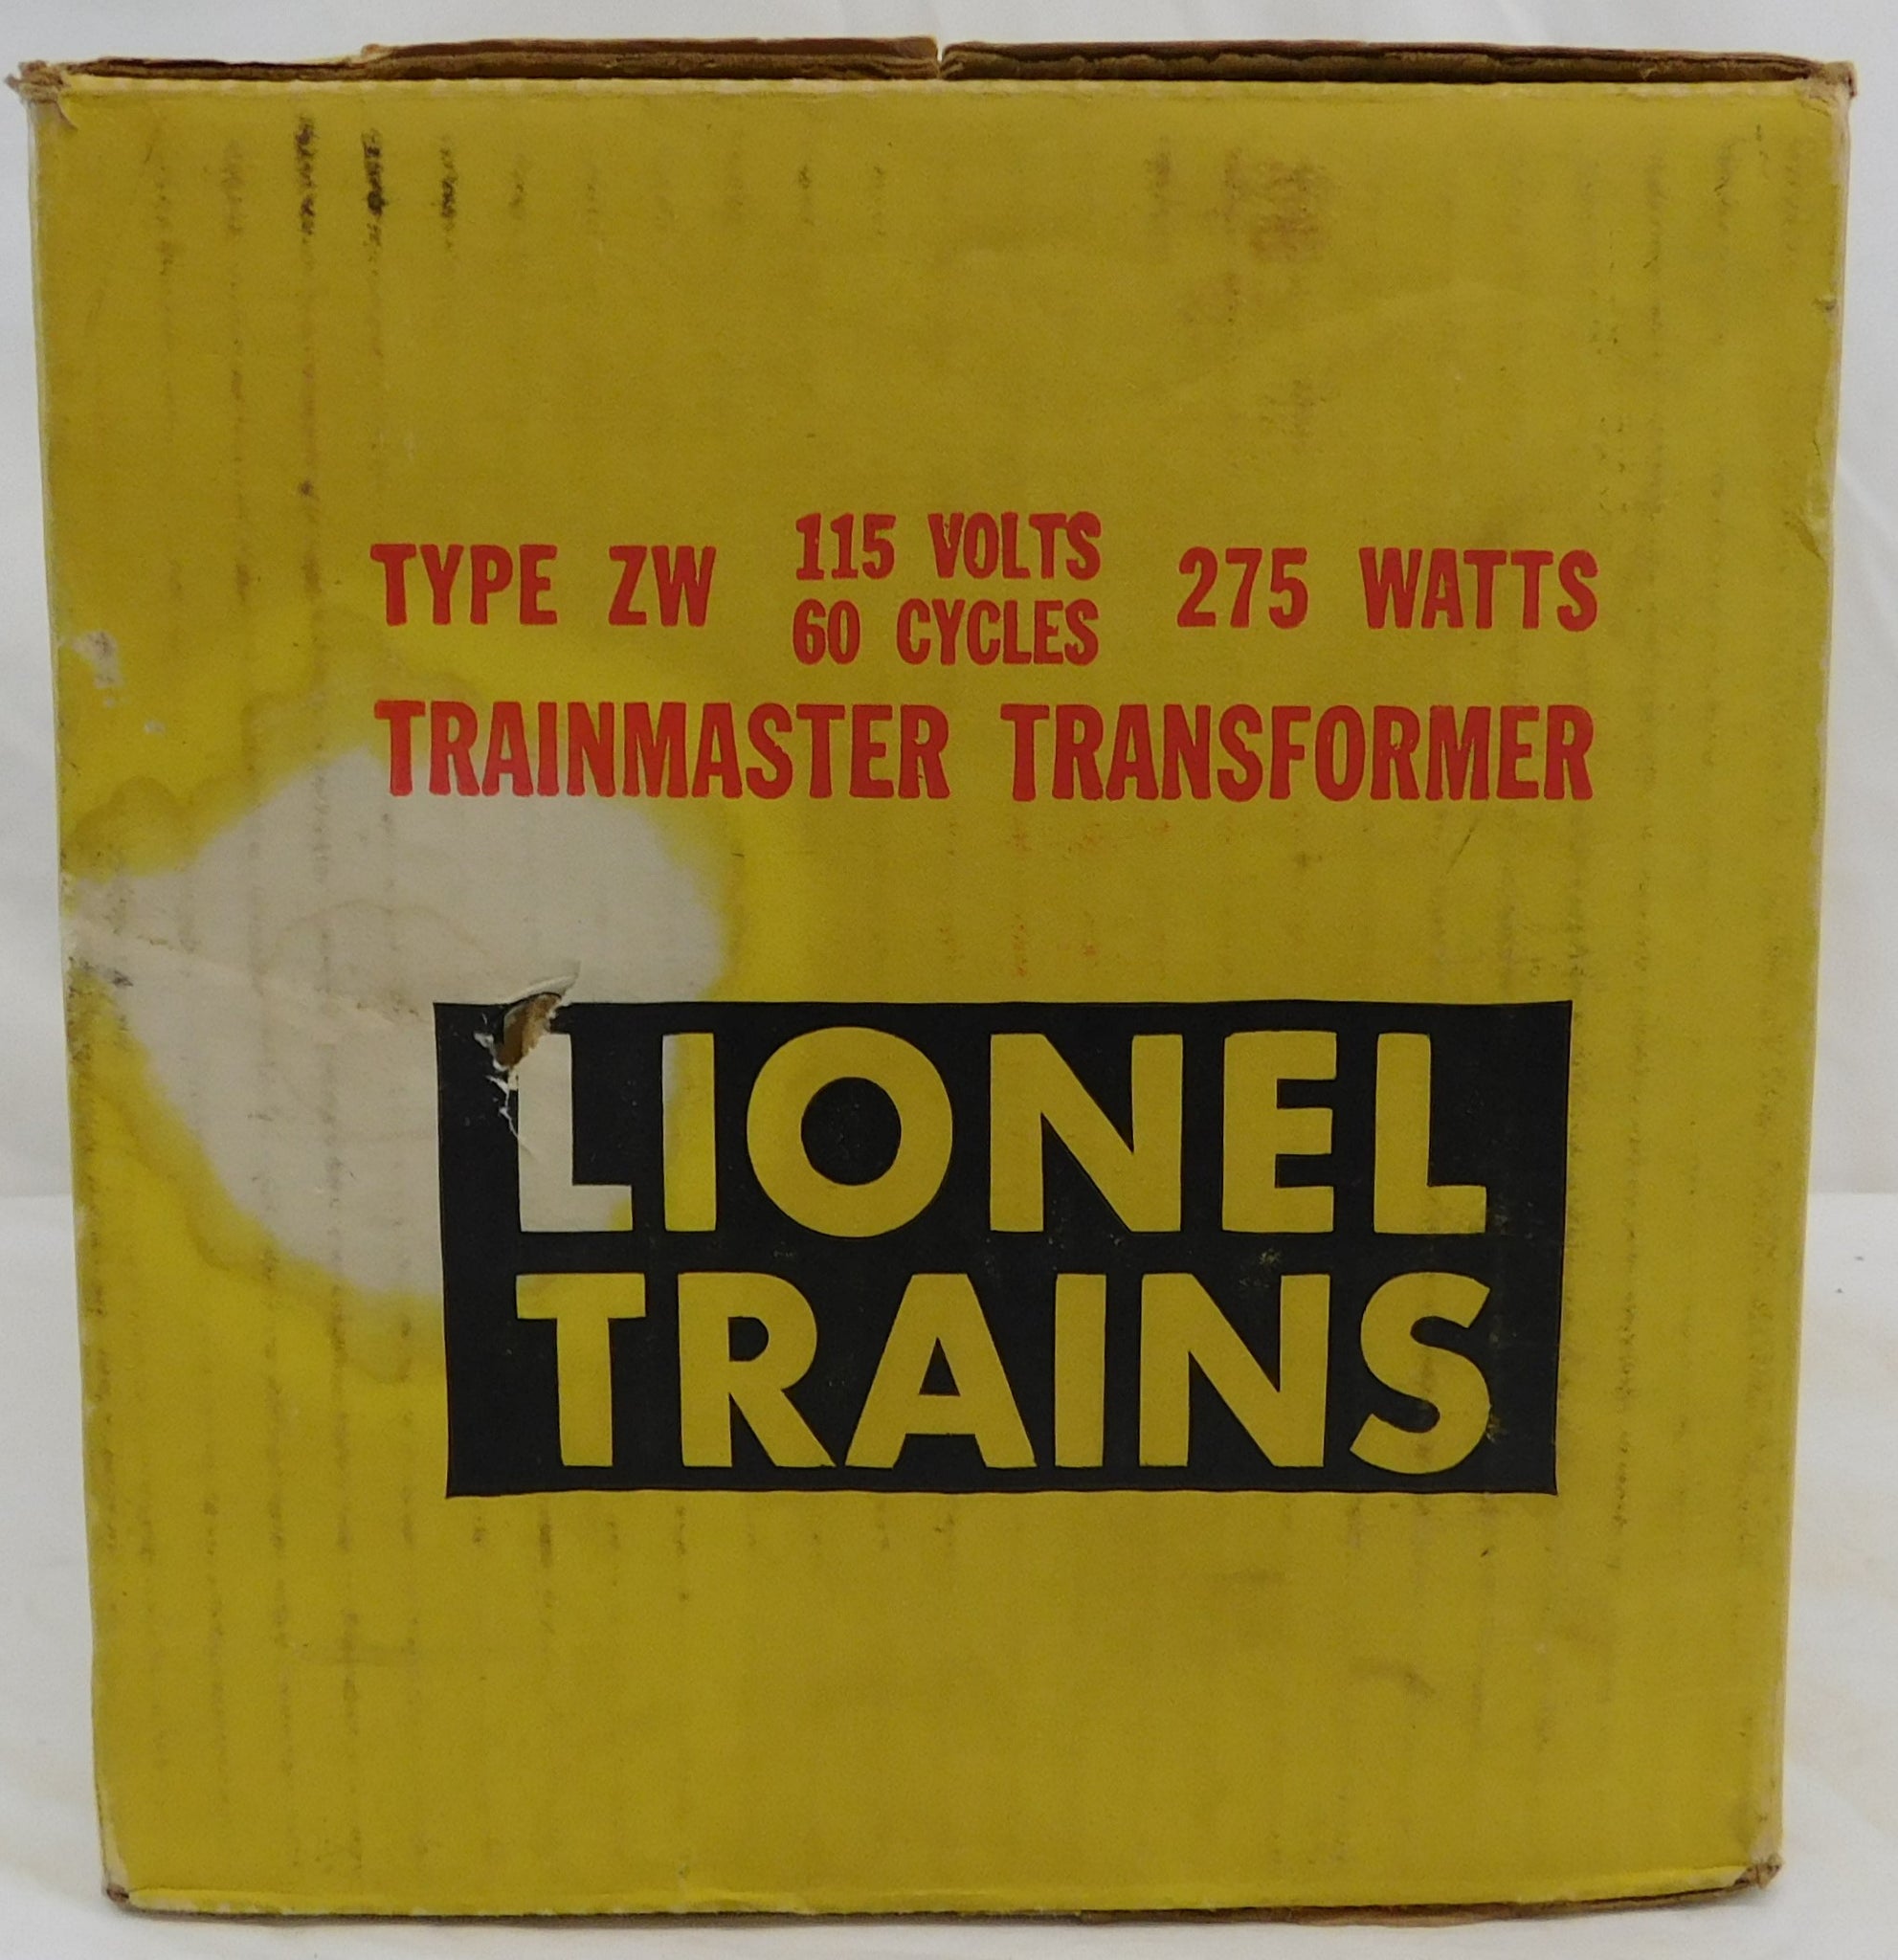 TYPE ZW 115 VOLTS 60 CYCLES 275 WATTS
TRAINMASTER TRANSFORMER
LIONEL
TRAINS